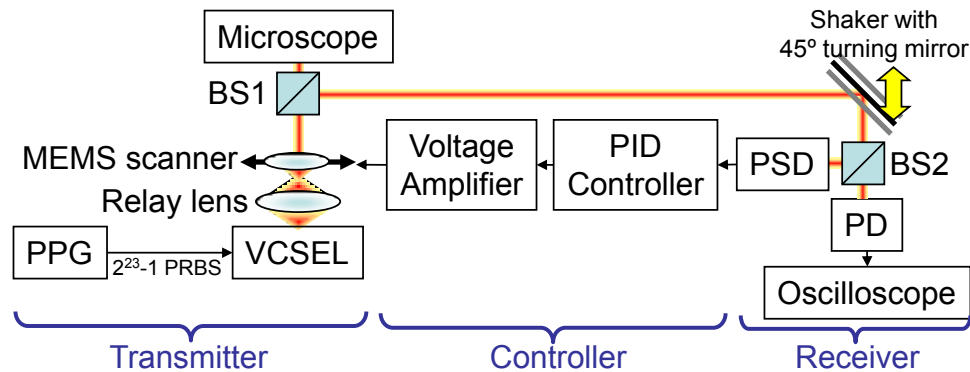 Microscope
Shaker with
45º turning mirror
BS1
MEMS scanner
Voltage
Amplifier
PID
Controller
PSD
BS2
Relay lens
PD
PPG
2²³-1 PRBS
VCSEL
Oscilloscope
Transmitter
Controller
Receiver